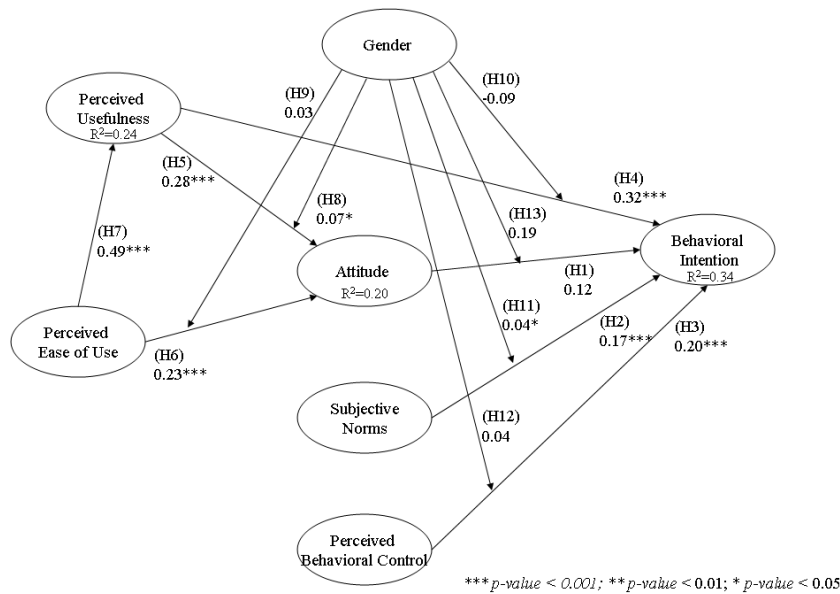 Gender
(H10)
-0.09
(H9)
0.03
Perceived
Usefulness
R²=0.24
(H5)
0.28***
(H8)
0.07*
(H4)
0.32***
(H7)
0.49***
(H13)
0.19
Behavioral
Intention
R²=0.34
Attitude
R²=0.20
(H1)
0.12
(H11)
0.04*
(H2)
0.17***
(H3)
0.20***
Perceived
Ease of Use
(H6)
0.23***
Subjective
Norms
(H12)
0.04
Perceived
Behavioral Control
*** p-value < 0.001; ** p-value < 0.01; * p-value < 0.05